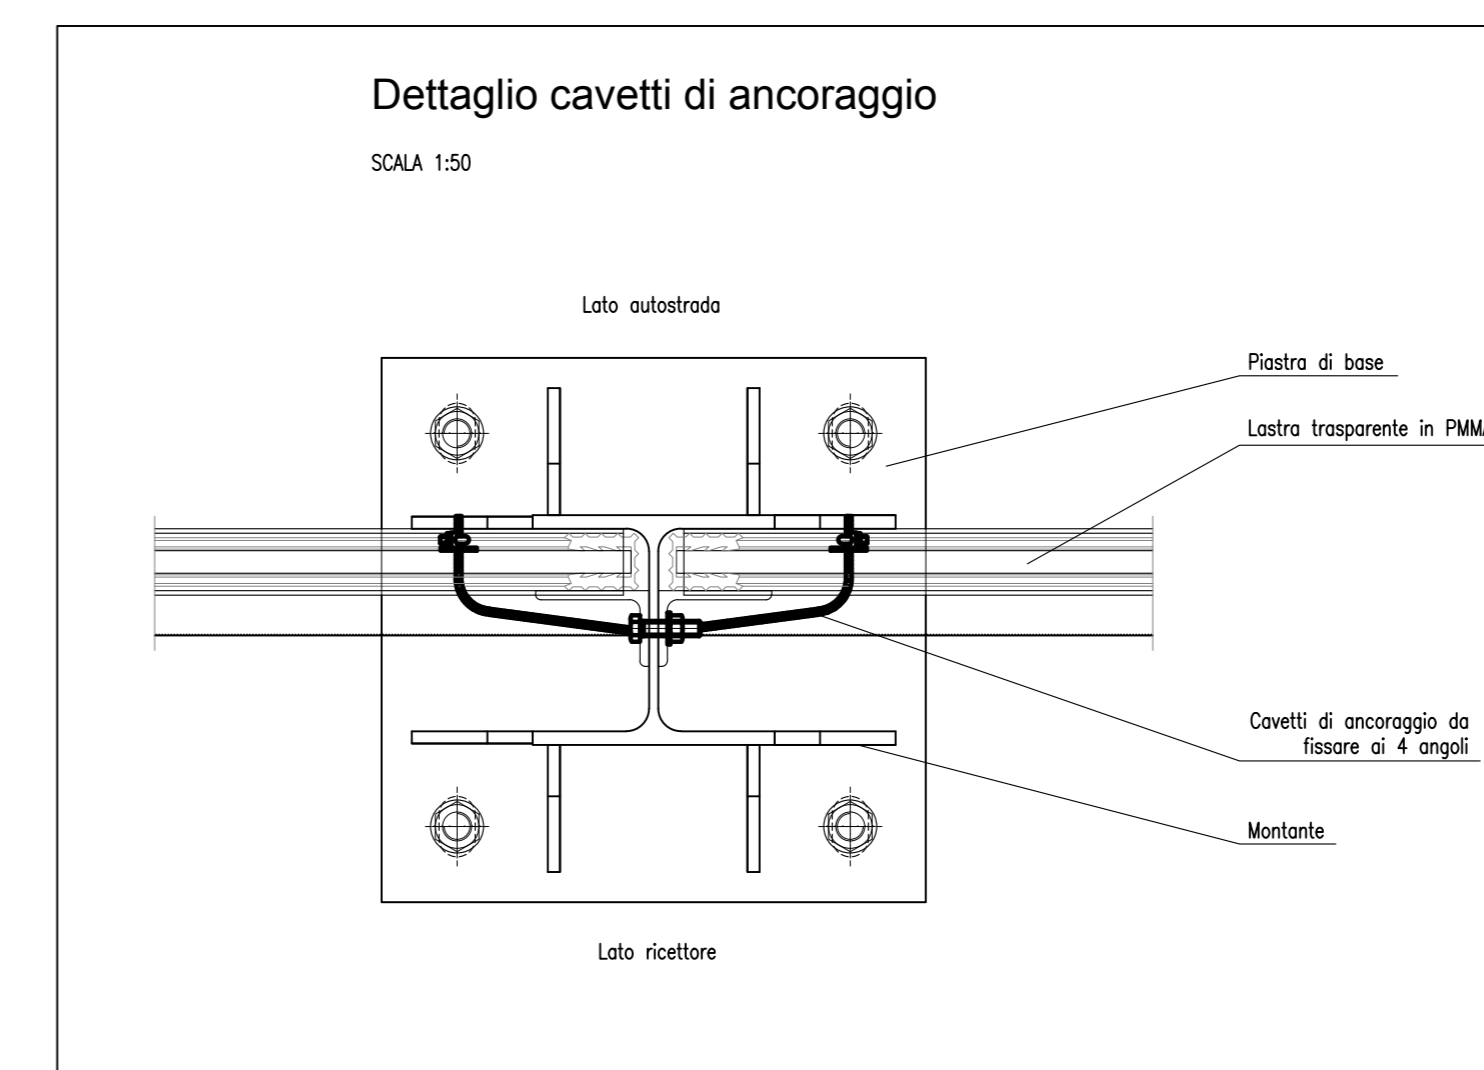 Dettaglio cavetti di ancoraggio
SCALA 1:50
Lato autostrada
Piastra di base
Lastra trasparente in PMMA
Cavetti di ancoraggio da
fissare ai 4 angoli
Montante
Lato ricettore